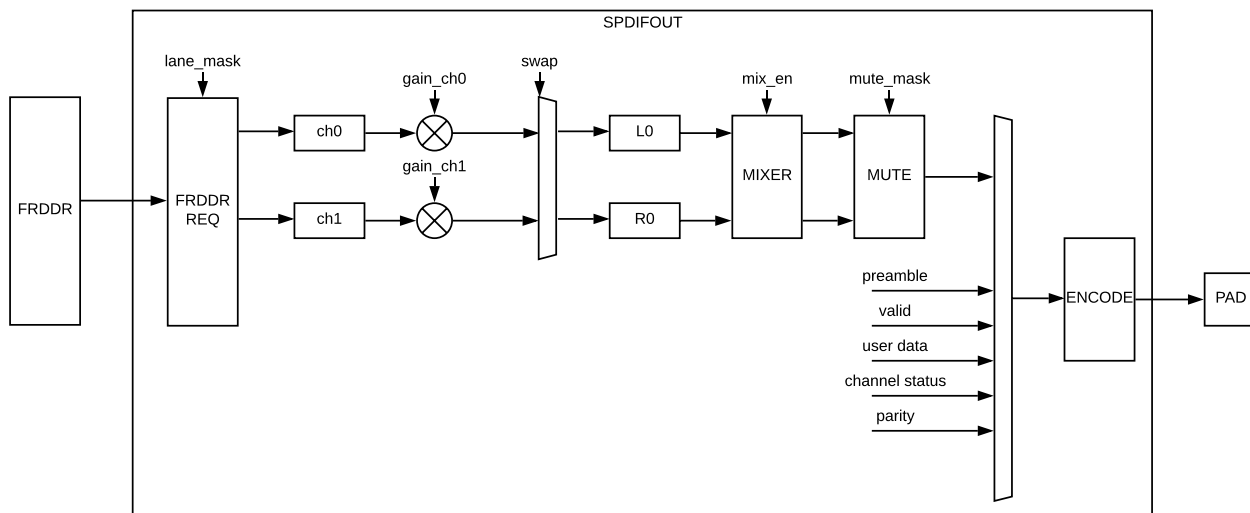 SPDIFOUT
lane_mask
gain_ch0
swap
mix_en
mute_mask
FRDDR
FRDDR
REQ
ch0
L0
gain_ch1
MIXER
MUTE
ch1
R0
preamble
valid
user data
channel status
parity
ENCODE
PAD